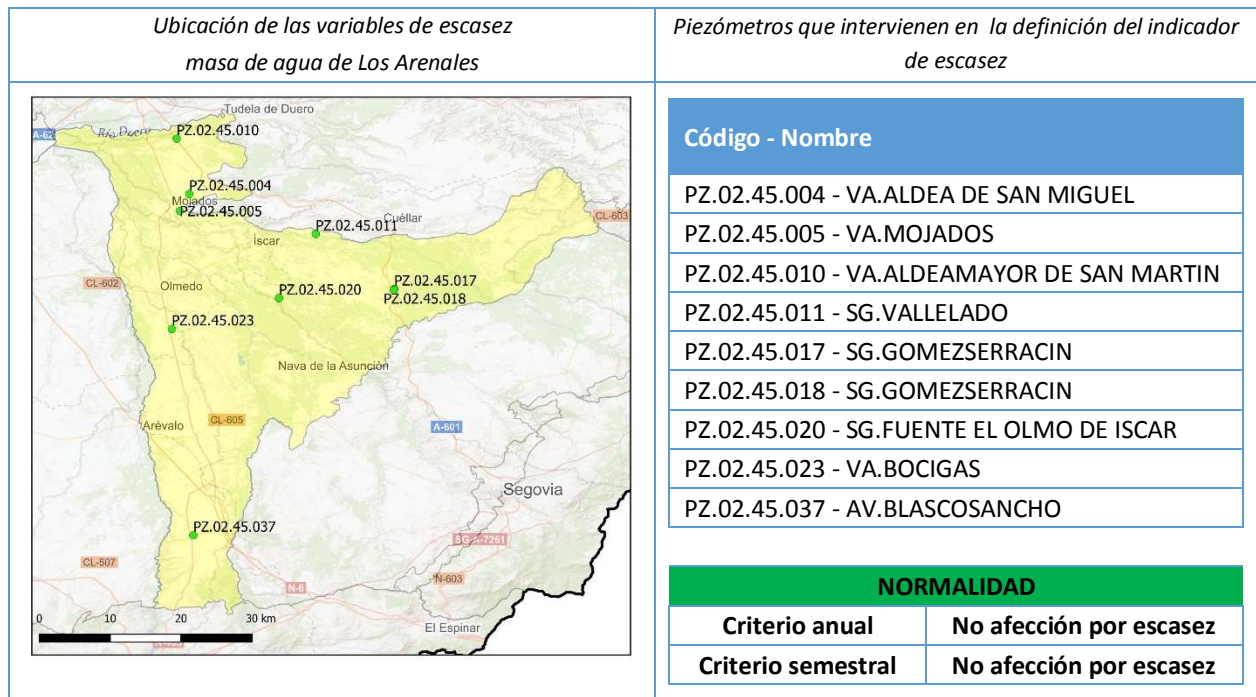 Ubicación de las variables de escasez
masa de agua de Los Arenales
Piezómetros que intervienen en la definición del indicador
de escasez
Tudela de Duero
A-62
Río Duero
PZ.02.45.010
PZ.02.45.004
Mojados
PZ.02.45.005
CL-603
Cuéllar
PZ.02.45.011
Íscar
CL-602
Olmedo
PZ.02.45.017
PZ.02.45.020
PZ.02.45.018
PZ.02.45.023
Nava de la Asunción
CL-605
Arévalo
A-601
Segovia
PZ.02.45.037
SG-A-7261
CL-507
N-6
N-603
0 10 20 30 km
El Espinar
Código - Nombre
PZ.02.45.004 - VA.ALDEA DE SAN MIGUEL
PZ.02.45.005 - VA.MOJADOS
PZ.02.45.010 - VA.ALDEAMAYOR DE SAN MARTIN
PZ.02.45.011 - SG.VALLELADO
PZ.02.45.017 - SG.GOMEZSERRACIN
PZ.02.45.018 - SG.GOMEZSERRACIN
PZ.02.45.020 - SG.FUENTE EL OLMO DE ISCAR
PZ.02.45.023 - VA.BOCIGAS
PZ.02.45.037 - AV.BLASCOSANCHO
NORMALIDAD
Criterio anual No afección por escasez
Criterio semestral No afección por escasez